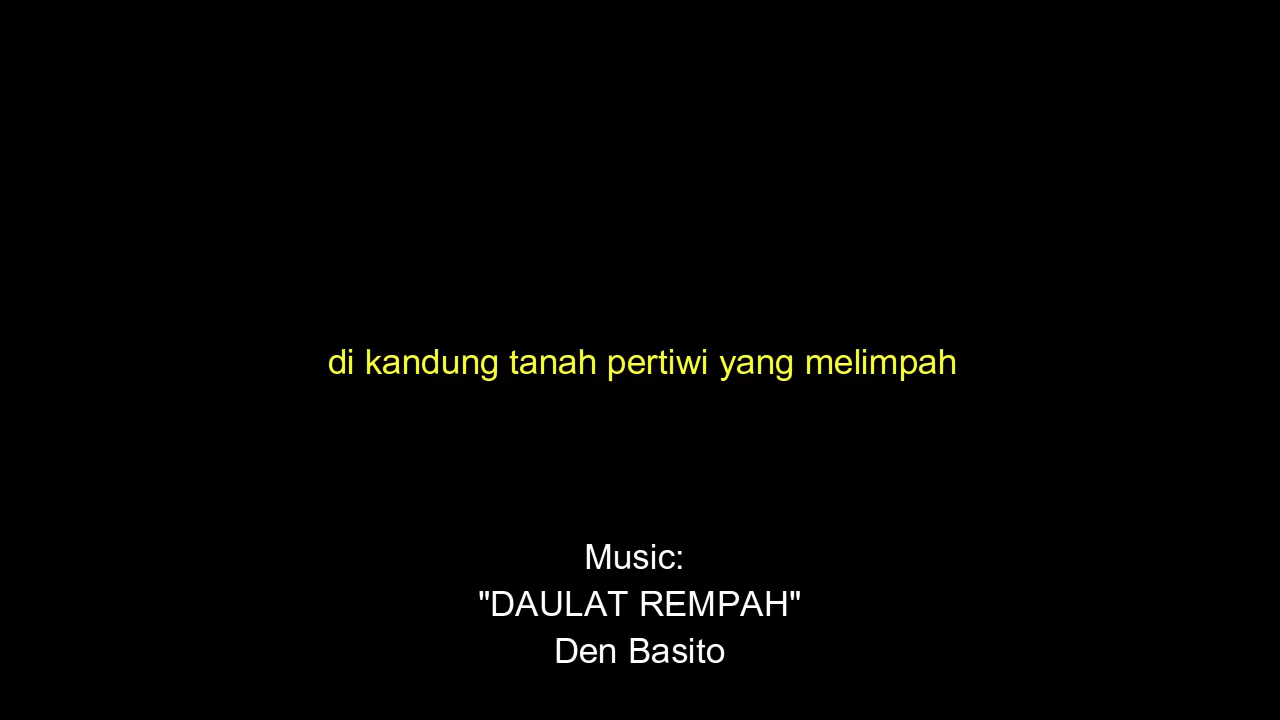 di kandung tanah pertiwi yang melimpah
Music:
"DAULAT REMPAH"
Den Basito